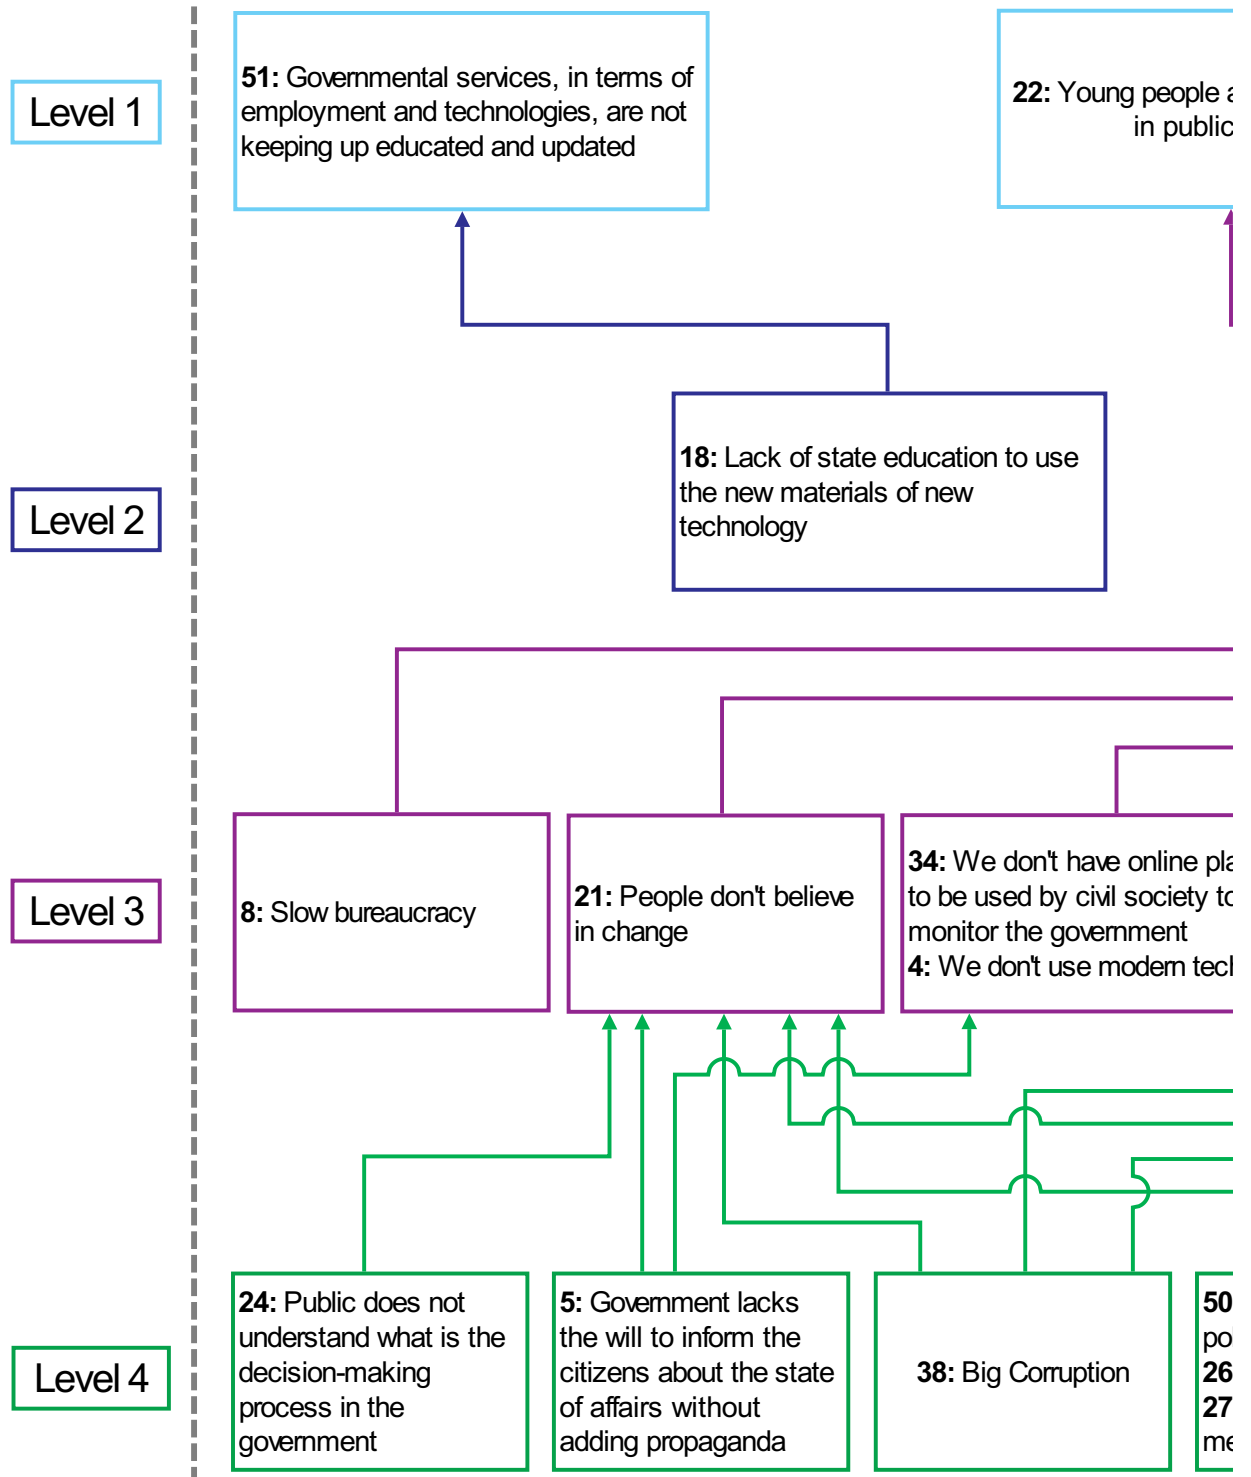 Level 1
51: Governmental services, in terms of
employment and technologies, are not
keeping up educated and updated
22: Young people
in public
Level 2
18: Lack of state education to use
the new materials of new
technology
Level 3
8: Slow bureaucracy
21: People don't believe
in change
34: We don't have online
to be used by civil society to
monitor the government
4: We don't use modern
Level 4
24: Public does not
understand what is the
decision-making
process in the
government
5: Government lacks
the will to inform the
citizens about the state
of affairs without
adding propaganda
38: Big Corruption
50
26
27